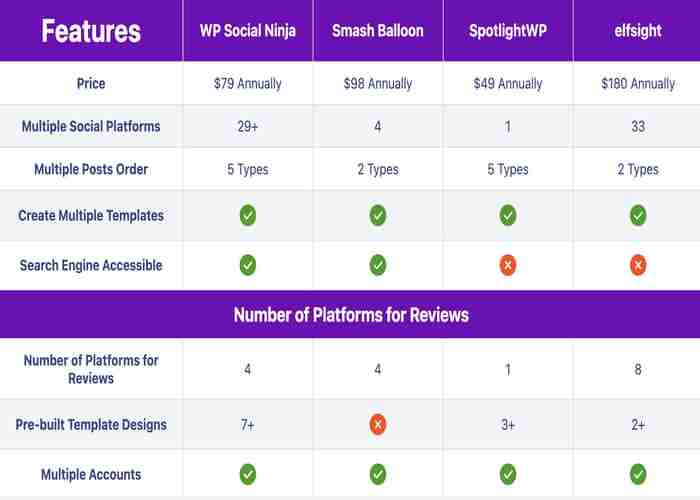 Features WP Social Ninja Smash Balloon SpotlightWP elfsight
Price $79 Annually $98 Annually $49 Annually $180 Annually
Multiple Social Platforms 29+ 4 1 33
Multiple Posts Order 5 Types 2 Types 5 Types 2 Types
Create Multiple Templates
Search Engine Accessible
Number of Platforms for Reviews
Number of Platforms for
Reviews 4 4 1 8
Pre-built Template Designs 7+ 3+ 2+
Multiple Accounts